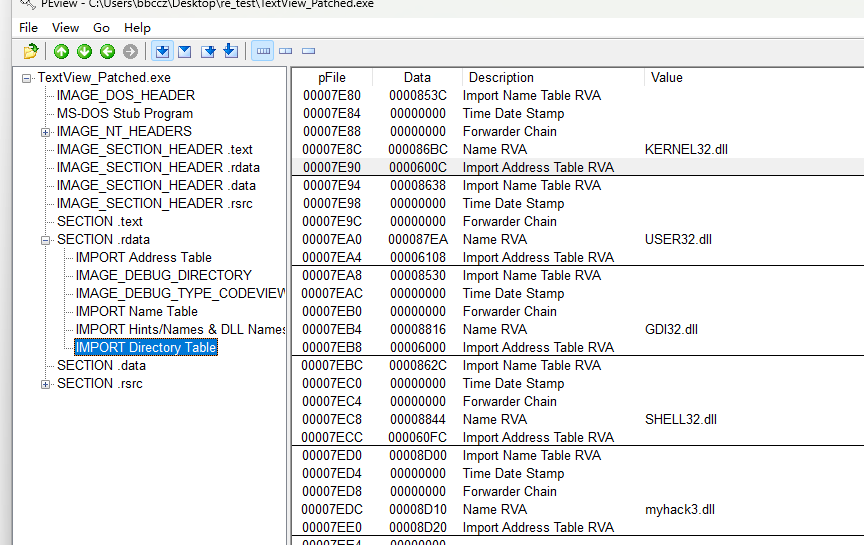 PEview - C:\Users\bbccz\Desktop\re_test\TextView_Patched.exe
File View Go Help
TextView_Patched.exe
IMAGE_DOS_HEADER
MS-DOS Stub Program
IMAGE_NT_HEADERS
IMAGE_SECTION_HEADER .text
IMAGE_SECTION_HEADER .rdata
IMAGE_SECTION_HEADER .data
IMAGE_SECTION_HEADER .rsrc
SECTION .text
SECTION .rdata
IMPORT Address Table
IMAGE_DEBUG_DIRECTORY
IMAGE_DEBUG_TYPE_CODEVIEW
IMPORT Name Table
IMPORT Hints/Names & DLL Names
IMPORT Directory Table
SECTION .data
SECTION .rsrc
pFile Data Description Value
00007E80 0000853C Import Name Table RVA
00007E84 00000000 Time Date Stamp
00007E88 00000000 Forwarder Chain
00007E8C 000086BC Name RVA KERNEL32.dll
00007E90 0000600C Import Address Table RVA
00007E94 00008638 Import Name Table RVA
00007E98 00000000 Time Date Stamp
00007E9C 00000000 Forwarder Chain
00007EA0 000087EA Name RVA USER32.dll
00007EA4 00006108 Import Address Table RVA
00007EA8 00008530 Import Name Table RVA
00007EAC 00000000 Time Date Stamp
00007EB0 00000000 Forwarder Chain
00007EB4 00008816 Name RVA GDI32.dll
00007EB8 00006000 Import Address Table RVA
00007EBC 0000862C Import Name Table RVA
00007EC0 00000000 Time Date Stamp
00007EC4 00000000 Forwarder Chain
00007EC8 00008844 Name RVA SHELL32.dll
00007ECC 000060FC Import Address Table RVA
00007ED0 00008D00 Import Name Table RVA
00007ED4 00000000 Time Date Stamp
00007ED8 00000000 Forwarder Chain
00007EDC 00008D10 Name RVA myhack3.dll
00007EE0 00008D20 Import Address Table RVA
00007EE4 00000000